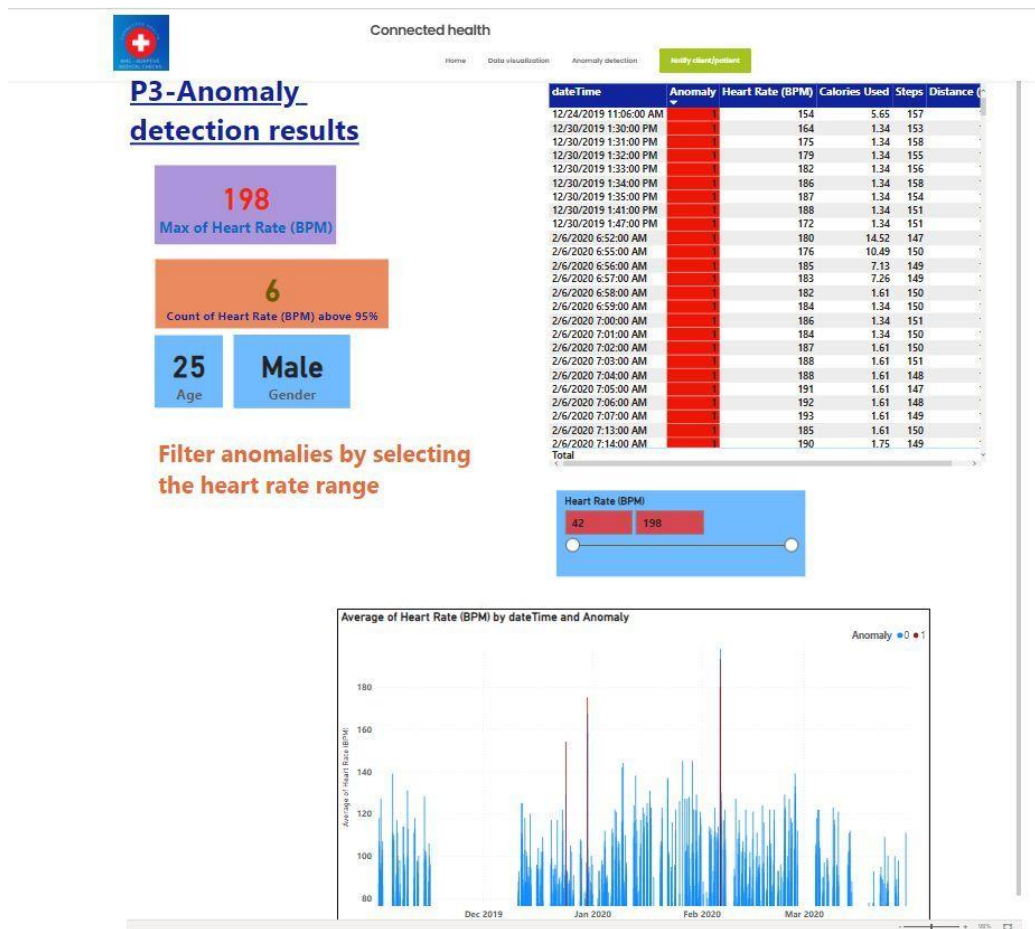 Connected health
Home Data visualization Anomaly detection Notify client/patient
P3-Anomaly
detection results
198
Max of Heart Rate (BPM)
6
Count of Heart Rate (BPM) above 95%
25
Age
Male
Gender
Filter anomalies by selecting
the heart rate range
dateTime Anomaly Heart Rate (BPM) Calories Used Steps Distance (
12/24/2019 11:06:00 AM 1 154 5.65 157
12/30/2019 1:30:00 PM 1 164 1.34 153
12/30/2019 1:31:00 PM 1 175 1.34 158
12/30/2019 1:32:00 PM 1 179 1.34 155
12/30/2019 1:33:00 PM 1 182 1.34 156
12/30/2019 1:34:00 PM 1 186 1.34 158
12/30/2019 1:35:00 PM 1 187 1.34 154
12/30/2019 1:41:00 PM 1 188 1.34 151
12/30/2019 1:47:00 PM 1 172 1.34 151
2/6/2020 6:52:00 AM 1 180 14.52 147
2/6/2020 6:55:00 AM 1 176 10.49 150
2/6/2020 6:56:00 AM 1 185 7.13 149
2/6/2020 6:57:00 AM 1 183 7.26 149
2/6/2020 6:58:00 AM 1 182 1.61 150
2/6/2020 6:59:00 AM 1 184 1.34 150
2/6/2020 7:00:00 AM 1 186 1.34 151
2/6/2020 7:01:00 AM 1 184 1.34 150
2/6/2020 7:02:00 AM 1 187 1.61 150
2/6/2020 7:03:00 AM 1 188 1.61 151
2/6/2020 7:04:00 AM 1 188 1.61 148
2/6/2020 7:05:00 AM 1 191 1.61 147
2/6/2020 7:06:00 AM 1 192 1.61 148
2/6/2020 7:07:00 AM 1 193 1.61 149
2/6/2020 7:13:00 AM 1 185 1.61 150
2/6/2020 7:14:00 AM 1 190 1.75 149
Total
Heart Rate (BPM)
42 198
Average of Heart Rate (BPM) by dateTime and Anomaly
Anomaly 0 1
Average of Heart Rate (BPM)
180
160
140
120
100
80
Dec 2019 Jan 2020 Feb 2020 Mar 2020